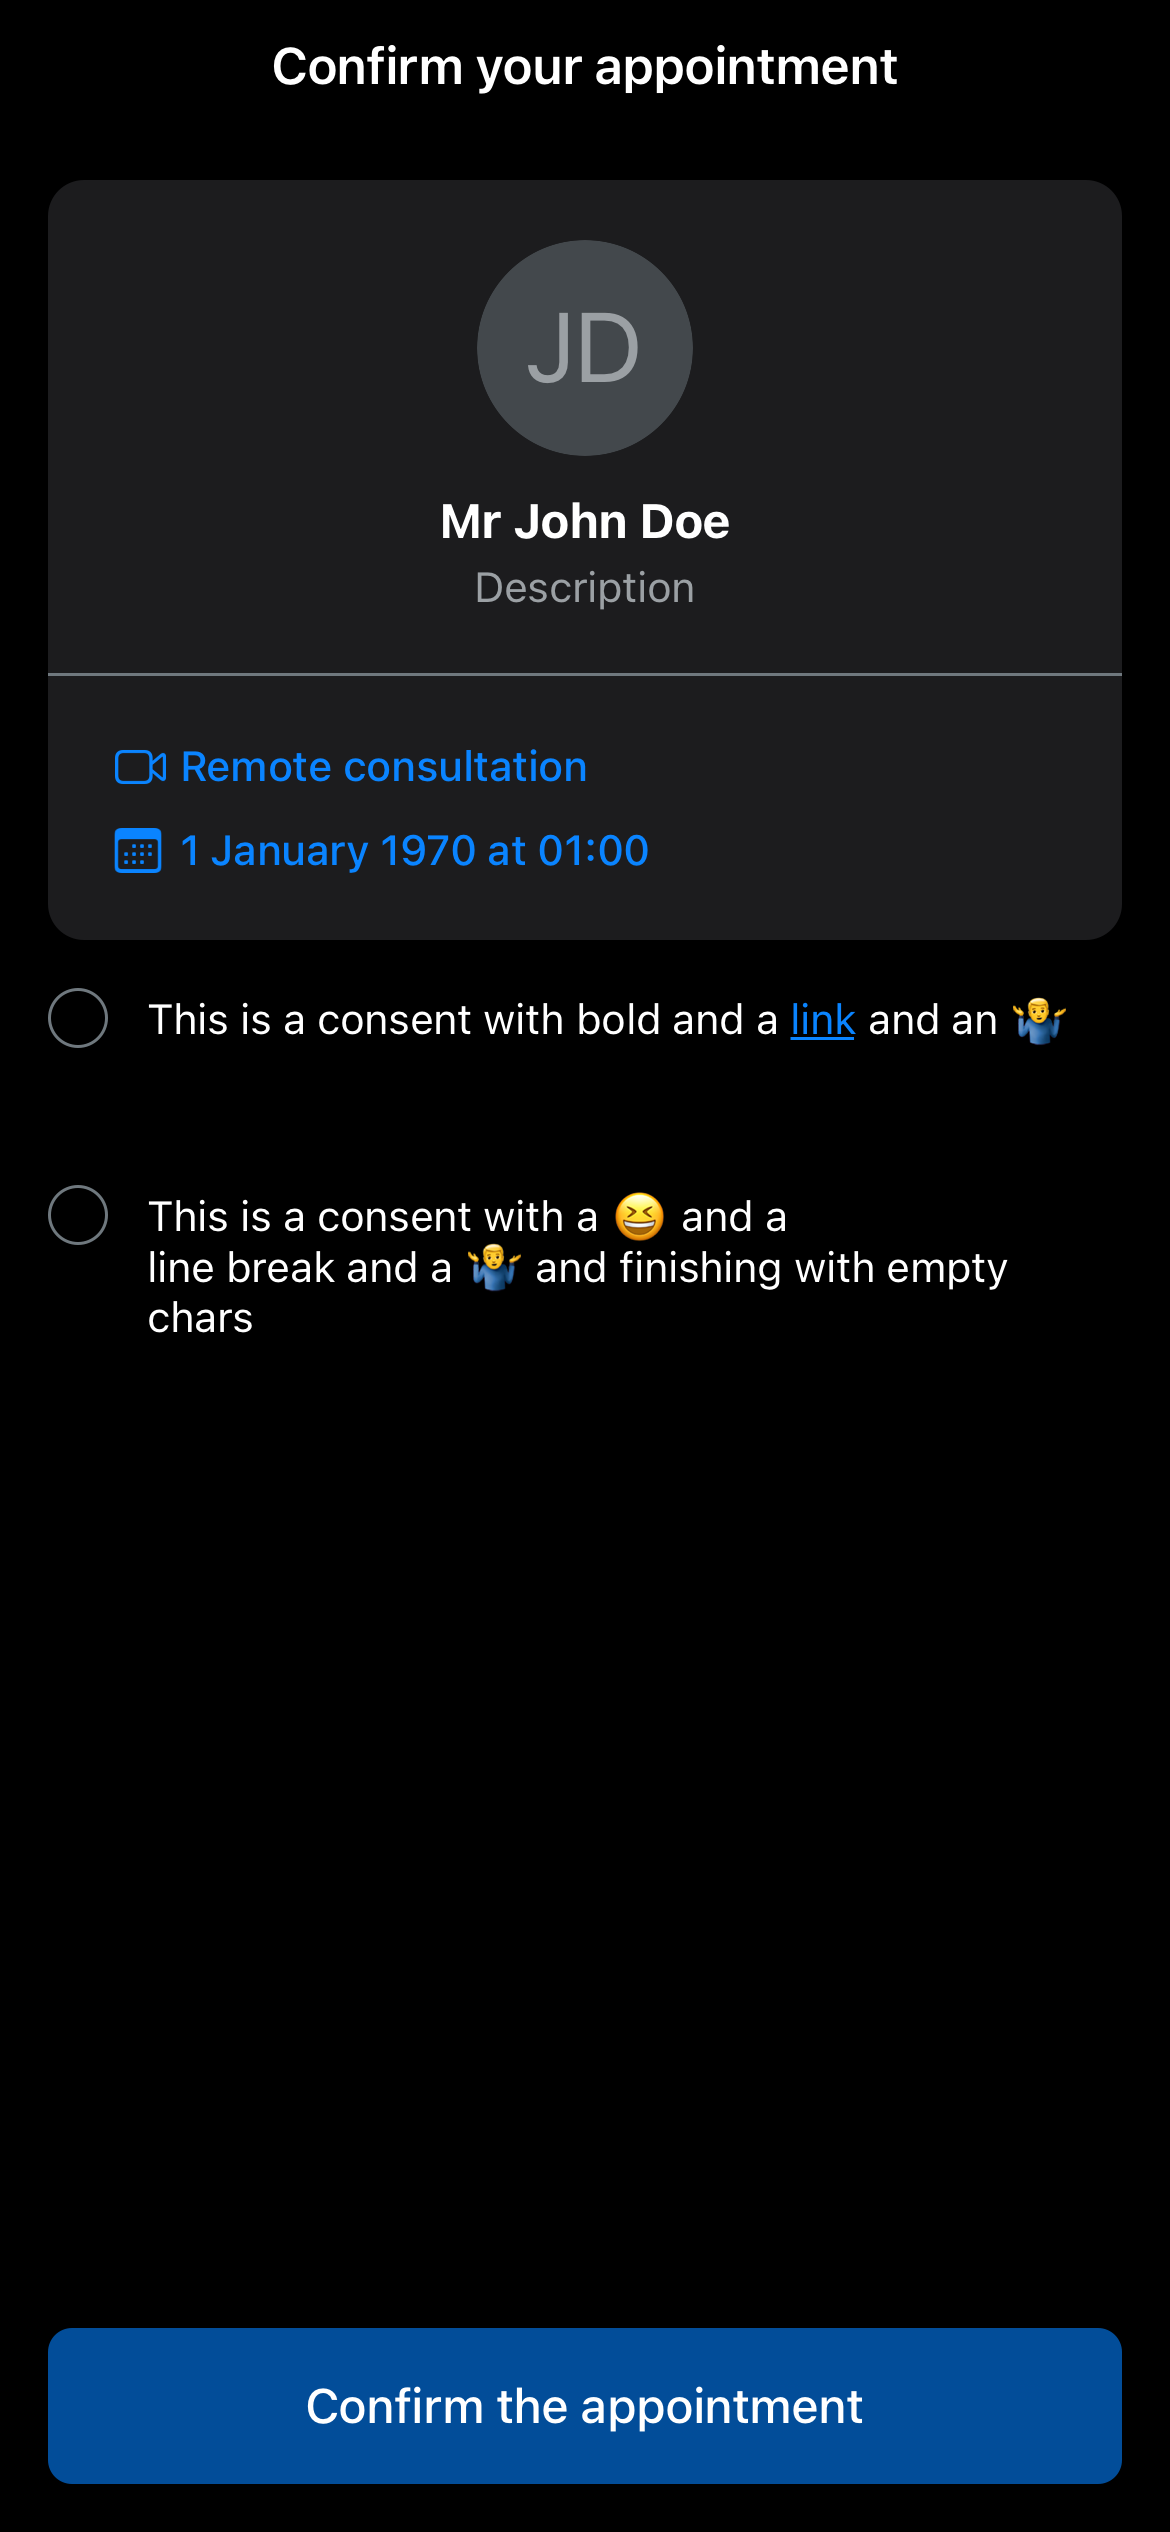 Confirm your appointment
JD
Mr John Doe
Description
Remote consultation
1 January 1970 at 01:00
This is a consent with bold and a link and an 🤷‍♂️
This is a consent with a 😆 and a
line break and a 🤷‍♂️ and finishing with empty
chars
Confirm the appointment